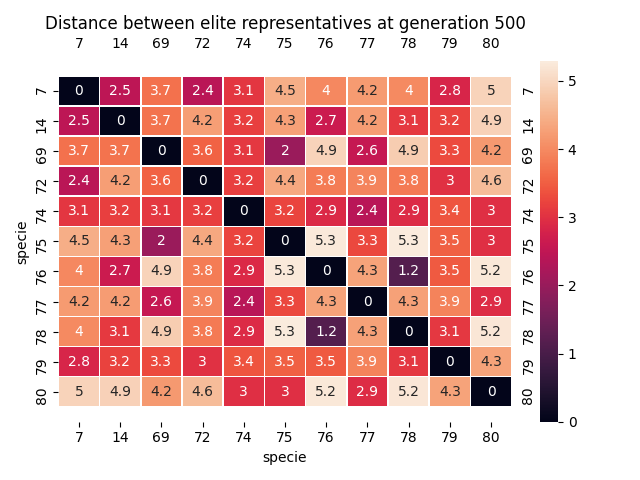 Distance between elite representatives at generation 500
7 14 69 72 74 75 76 77 78 79 80
7 0 2.5 3.7 2.4 3.1 4.5 4 4.2 4 2.8 5 7
14 2.5 0 3.7 4.2 3.2 4.3 2.7 4.2 3.1 3.2 4.9 14
69 3.7 3.7 0 3.6 3.1 2 4.9 2.6 4.9 3.3 4.2 69
72 2.4 4.2 3.6 0 3.2 4.4 3.8 3.9 3.8 3 4.6 72
74 3.1 3.2 3.1 3.2 0 3.2 2.9 2.4 2.9 3.4 3 74
75 4.5 4.3 2 4.4 3.2 0 5.3 3.3 5.3 3.5 3 75
76 4 2.7 4.9 3.8 2.9 5.3 0 4.3 1.2 3.5 5.2 76
77 4.2 4.2 2.6 3.9 2.4 3.3 4.3 0 4.3 3.9 2.9 77
78 4 3.1 4.9 3.8 2.9 5.3 1.2 4.3 0 3.1 5.2 78
79 2.8 3.2 3.3 3 3.4 3.5 3.5 3.9 3.1 0 4.3 79
80 5 4.9 4.2 4.6 3 3 5.2 2.9 5.2 4.3 0 80
7 14 69 72 74 75 76 77 78 79 80
specie
specie
5
4
3
2
1
0